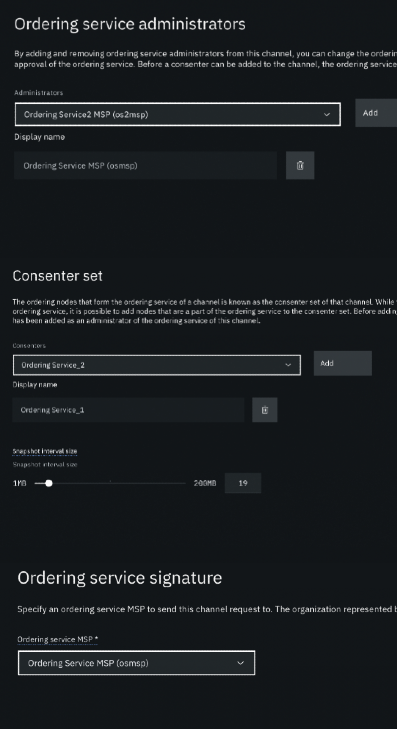 Ordering service administrators
By adding and removing ordering service administrators from this channel, you can change the orderin
approval of the ordering service. Before a consenter can be added to the channel, the ordering service
Administrators
Ordering Service2 MSP (os2msp)
Add
Display name
Ordering Service MSP (osmsp)
Consenter set
The ordering nodes that form the ordering service of a channel is known as the consenter set of that channel. While
ordering service, it is possible to add nodes that are a part of the ordering service to the consenter set. Before adding
has been added as an administrator of the ordering service of this channel.
Consenters
Ordering Service_2
Add
Display name
Ordering Service_1
Snapshot interval size
Snapshot interval size
1MB
200MB
19
Ordering service signature
Specify an ordering service MSP to send this channel request to. The organization represented b
Ordering service MSP *
Ordering Service MSP (osmsp)